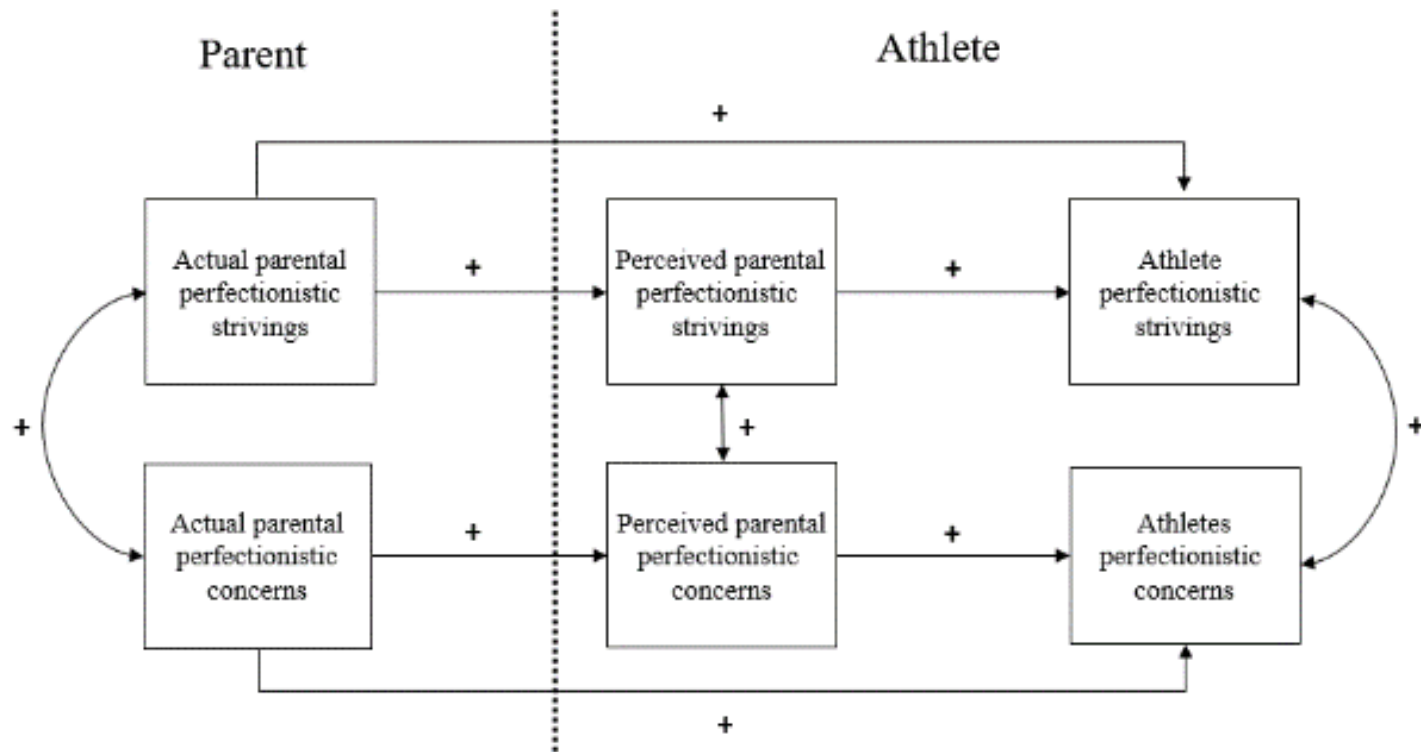 Parent
Athlete
+
Actual parental
perfectionistic
strivings
+
Perceived parental
perfectionistic
strivings
+
Athlete
perfectionistic
strivings
+
+
+
Actual parental
perfectionistic
concerns
+
Perceived parental
perfectionistic
concerns
+
Athletes
perfectionistic
concerns
+